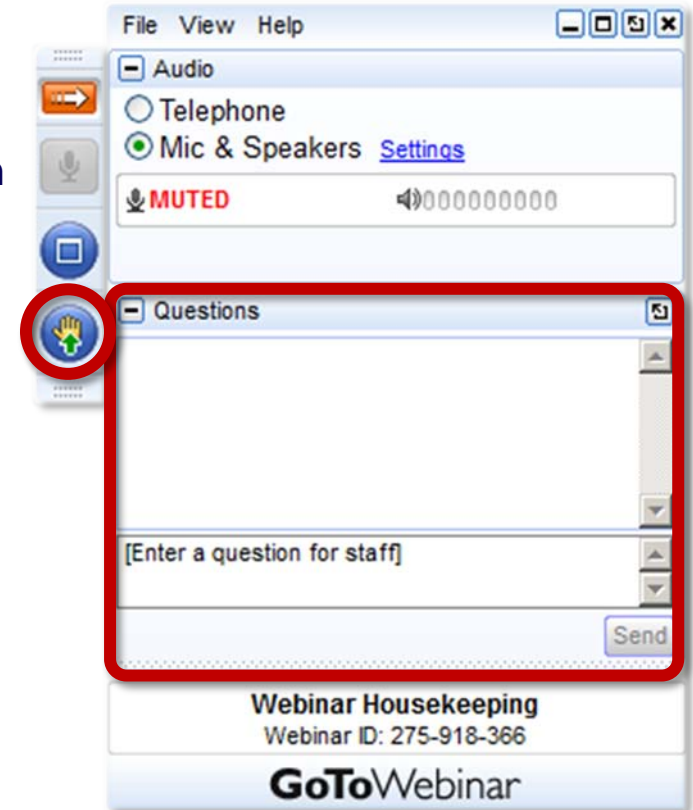 File View Help
Audio
Telephone
Mic & Speakers Settings
MUTED
Questions
[Enter a question for staff]
Send
Webinar Housekeeping
Webinar ID: 275-918-366
GoToWebinar